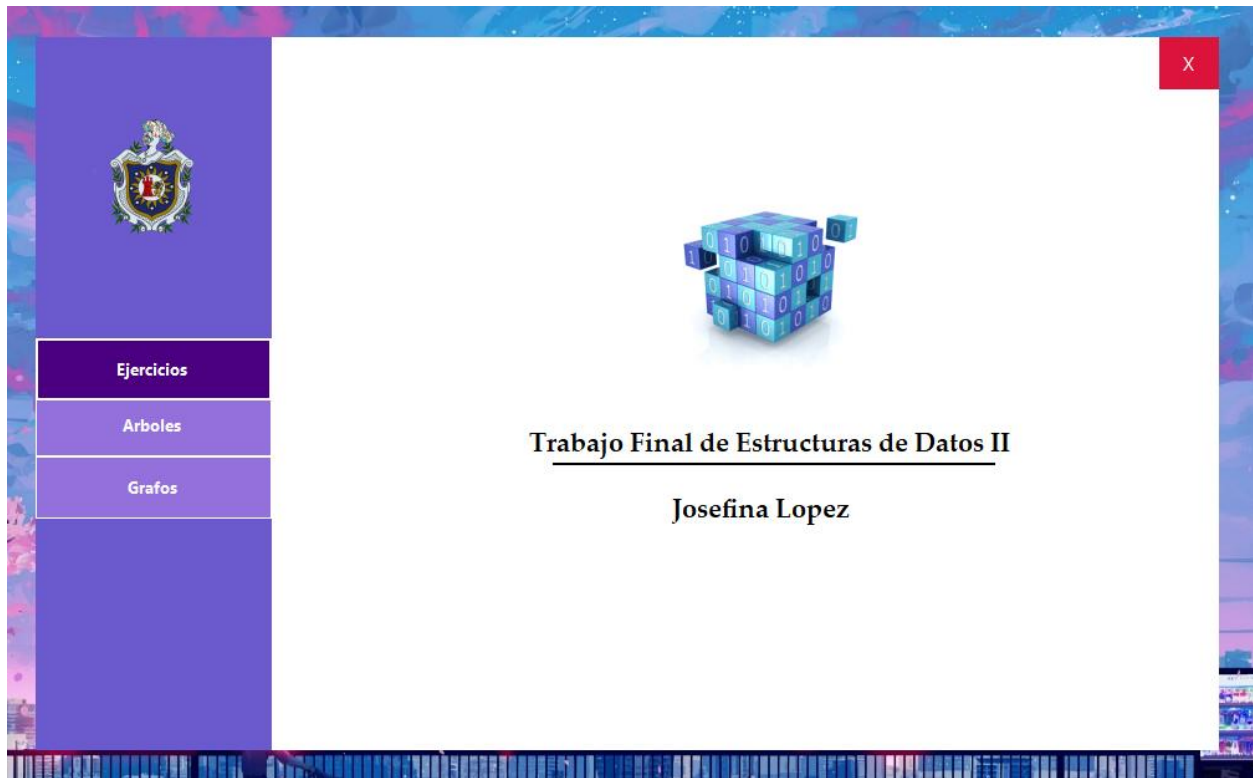 X
Ejercicios
Arboles
Grafos
Trabajo Final de Estructuras de Datos II
Josefina Lopez